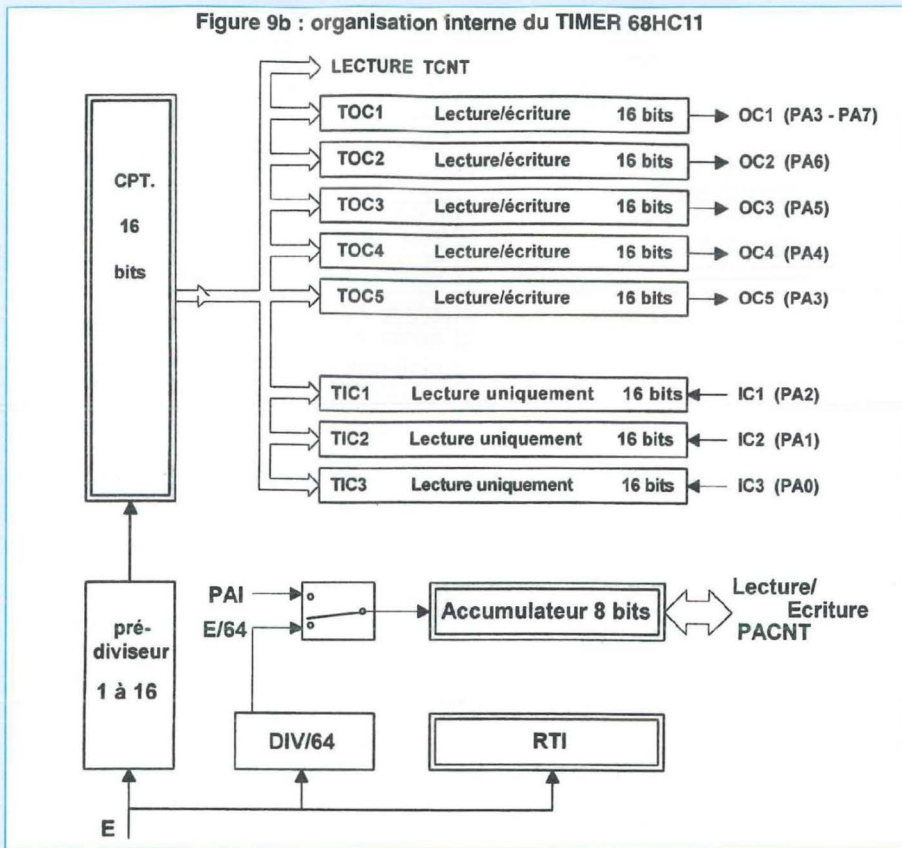 Figure 9b : organisation interne du TIMER 68HC11
LECTURE TCNT
TOC1 Lecture/écriture 16 bits OC1 (PA3 - PA7)
TOC2 Lecture/écriture 16 bits OC2 (PA6)
TOC3 Lecture/écriture 16 bits OC3 (PA5)
TOC4 Lecture/écriture 16 bits OC4 (PA4)
TOC5 Lecture/écriture 16 bits OC5 (PA3)
CPT.
16
bits
TIC1 Lecture uniquement 16 bits IC1 (PA2)
TIC2 Lecture uniquement 16 bits IC2 (PA1)
TIC3 Lecture uniquement 16 bits IC3 (PA0)
pré-
diviseur
1 à 16
PAI
E/64
Accumulateur 8 bits
Lecture/
Ecriture
PACNT
DIV/64
RTI
E